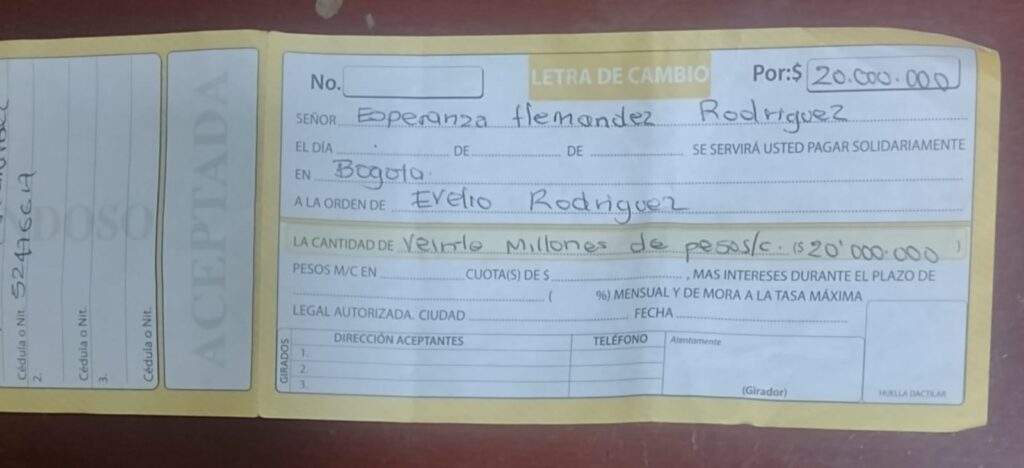 No.
LETRA DE CAMBIO
Por:$ 20.000.000
SEÑOR Esperanza Hernandez Rodriguez
EL DÍA DE DE SE SERVIRÁ USTED PAGAR SOLIDARIAMENTE
EN Bogota.
A LA ORDEN DE Evelio Rodriguez
LA CANTIDAD DE Veinte Millones de pesos/c. ($ 20'000.000 )
PESOS M/C EN CUOTA(S) DE $ , MAS INTERESES DURANTE EL PLAZO DE
( %) MENSUAL Y DE MORA A LA TASA MÁXIMA
LEGAL AUTORIZADA. CIUDAD FECHA
GIRADOS
DIRECCIÓN ACEPTANTES TELÉFONO Atentamente
1.
2.
3.
(Girador)
HUELLA DACTILAR
ACEPTADA
DOSO
Cédula o Nit.
2.
Cédula o Nit.
3.
Cédula o Nit.